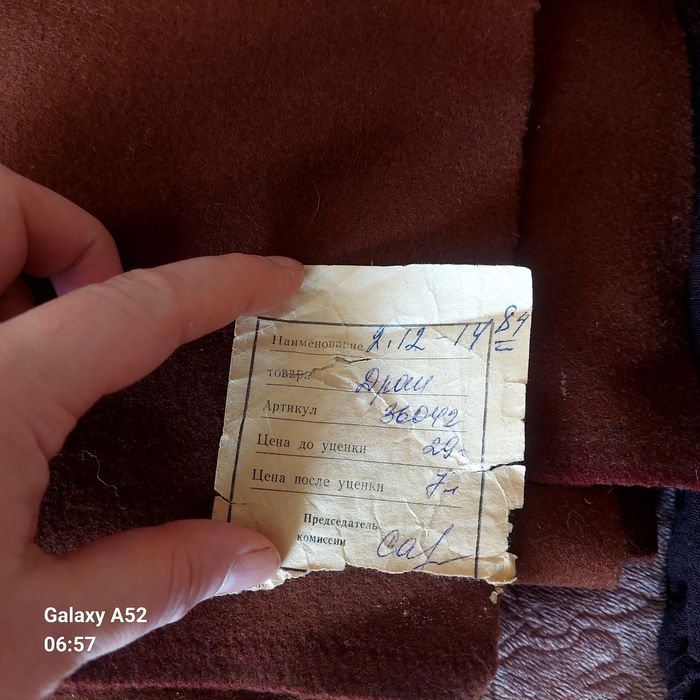 Наименование 2.12 - 14 84
товара Драп
Артикул 36042
Цена до уценки 29-
Цена после уценки 7-
Председатель
комиссии
Galaxy A52
06:57